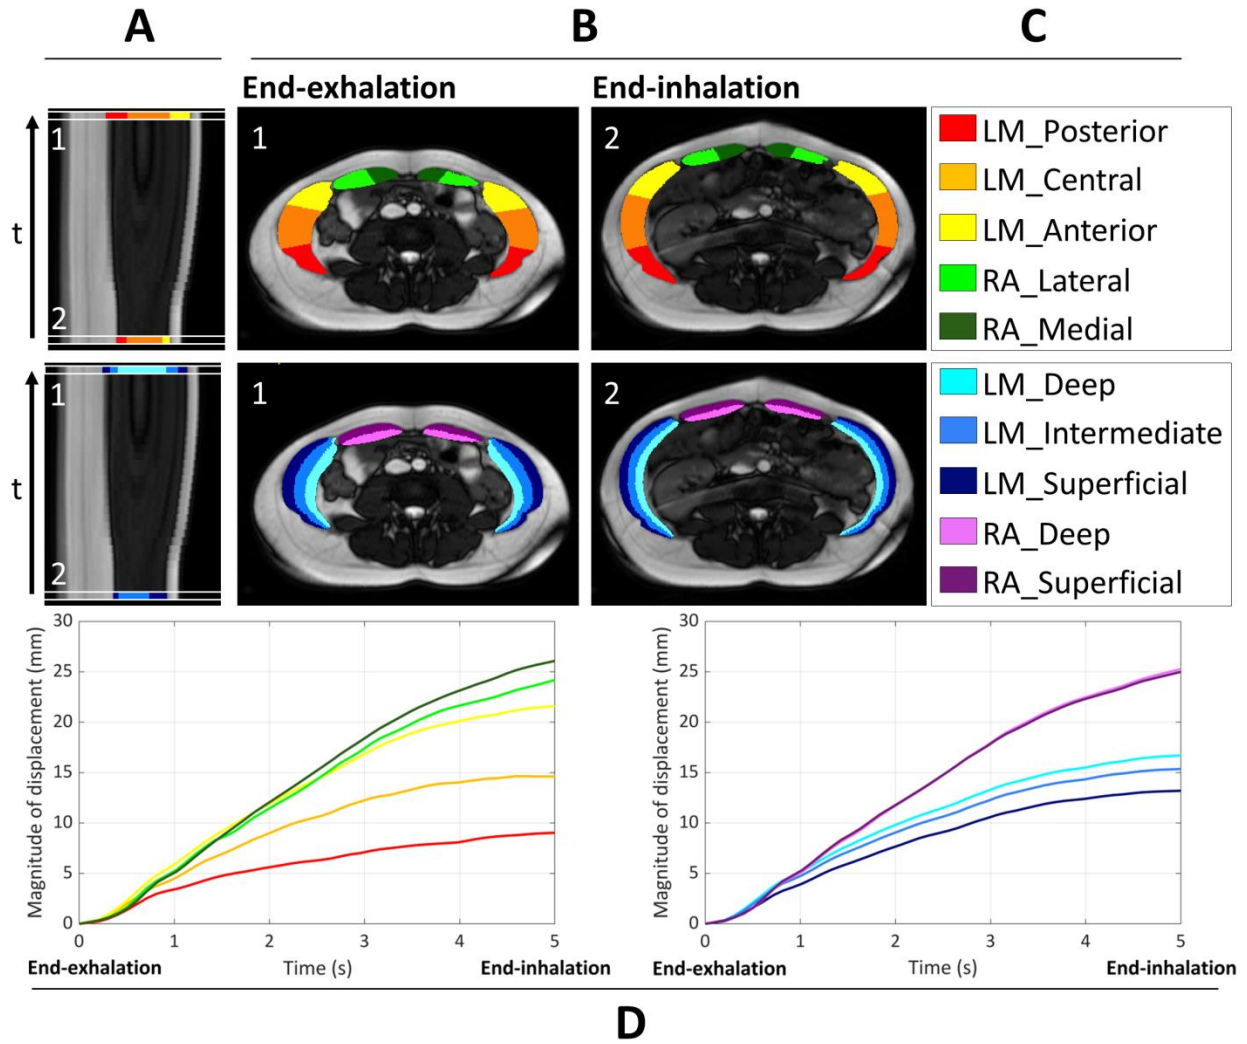 A
B
C
End-exhalation
End-inhalation
1
2
t
1
2
LM_Posterior
LM_Central
LM_Anterior
RA_Lateral
RA_Medial
1
2
t
1
2
LM_Deep
LM_Intermediate
LM_Superficial
RA_Deep
RA_Superficial
Magnitude of displacement (mm)
30
25
20
15
10
5
0
0 1 2 3 4 5
End-exhalation Time (s) End-inhalation
Magnitude of displacement (mm)
30
25
20
15
10
5
0
0 1 2 3 4 5
End-exhalation Time (s) End-inhalation
D